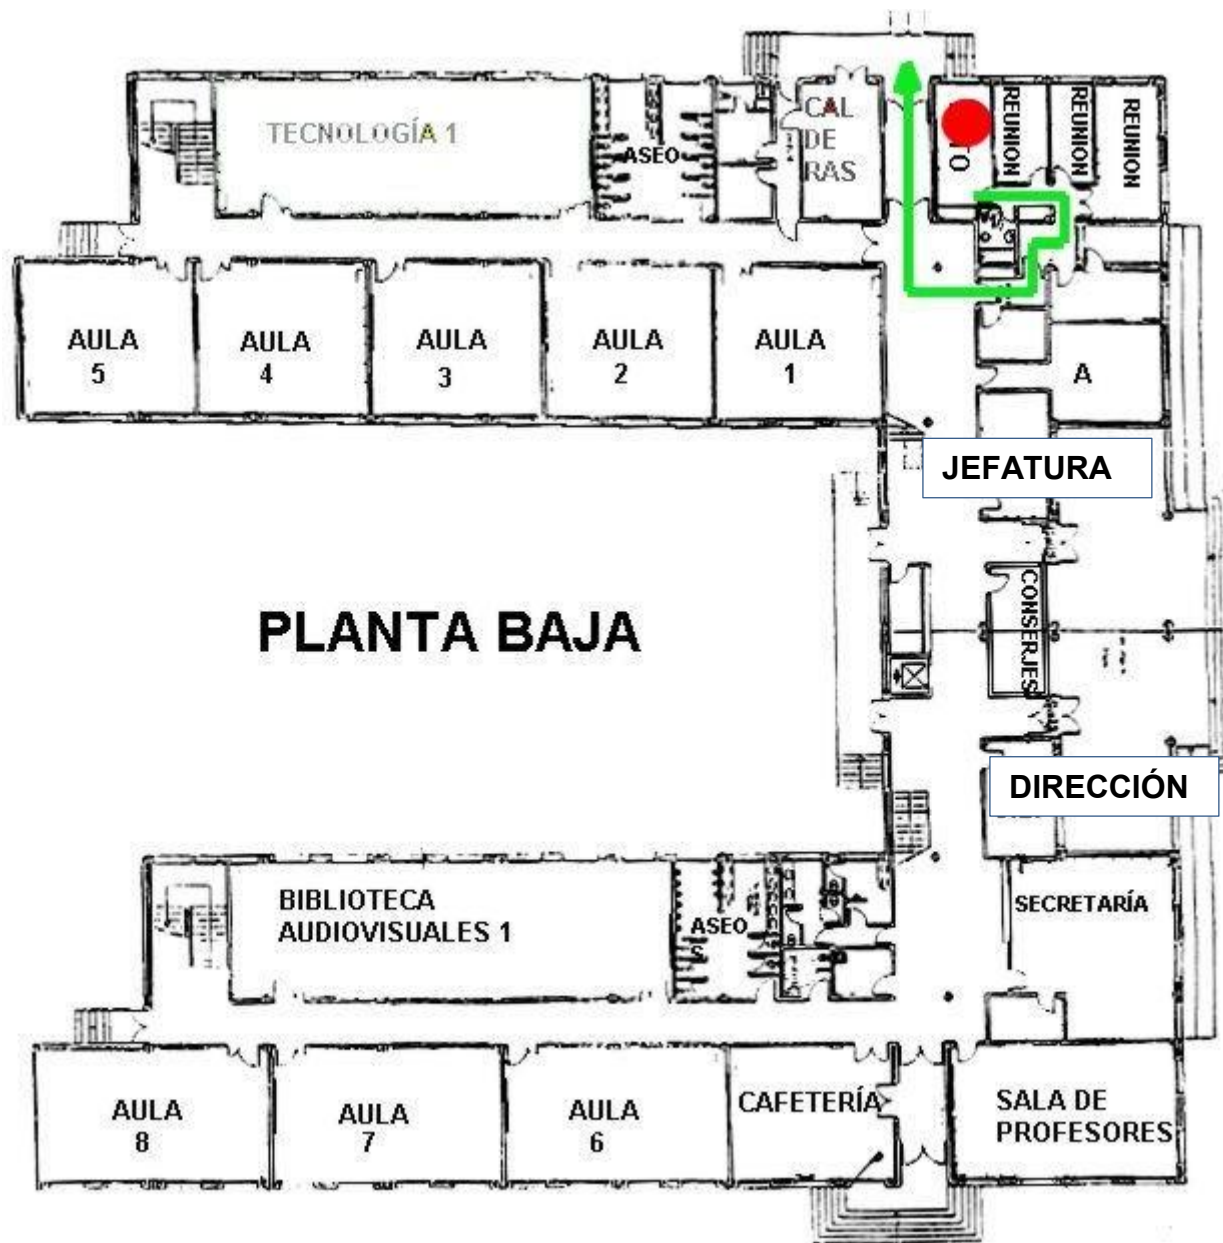 TECNOLOGÍA 1
ASEO
CAL
DE
RAS
REUNION
REUNION
REUNION
AULA
5
AULA
4
AULA
3
AULA
2
AULA
1
A
JEFATURA
PLANTA BAJA
CONSERJES
DIRECCIÓN
BIBLIOTECA
AUDIOVISUALES 1
ASEO
SECRETARÍA
AULA
8
AULA
7
AULA
6
CAFETERÍA
SALA DE
PROFESORES